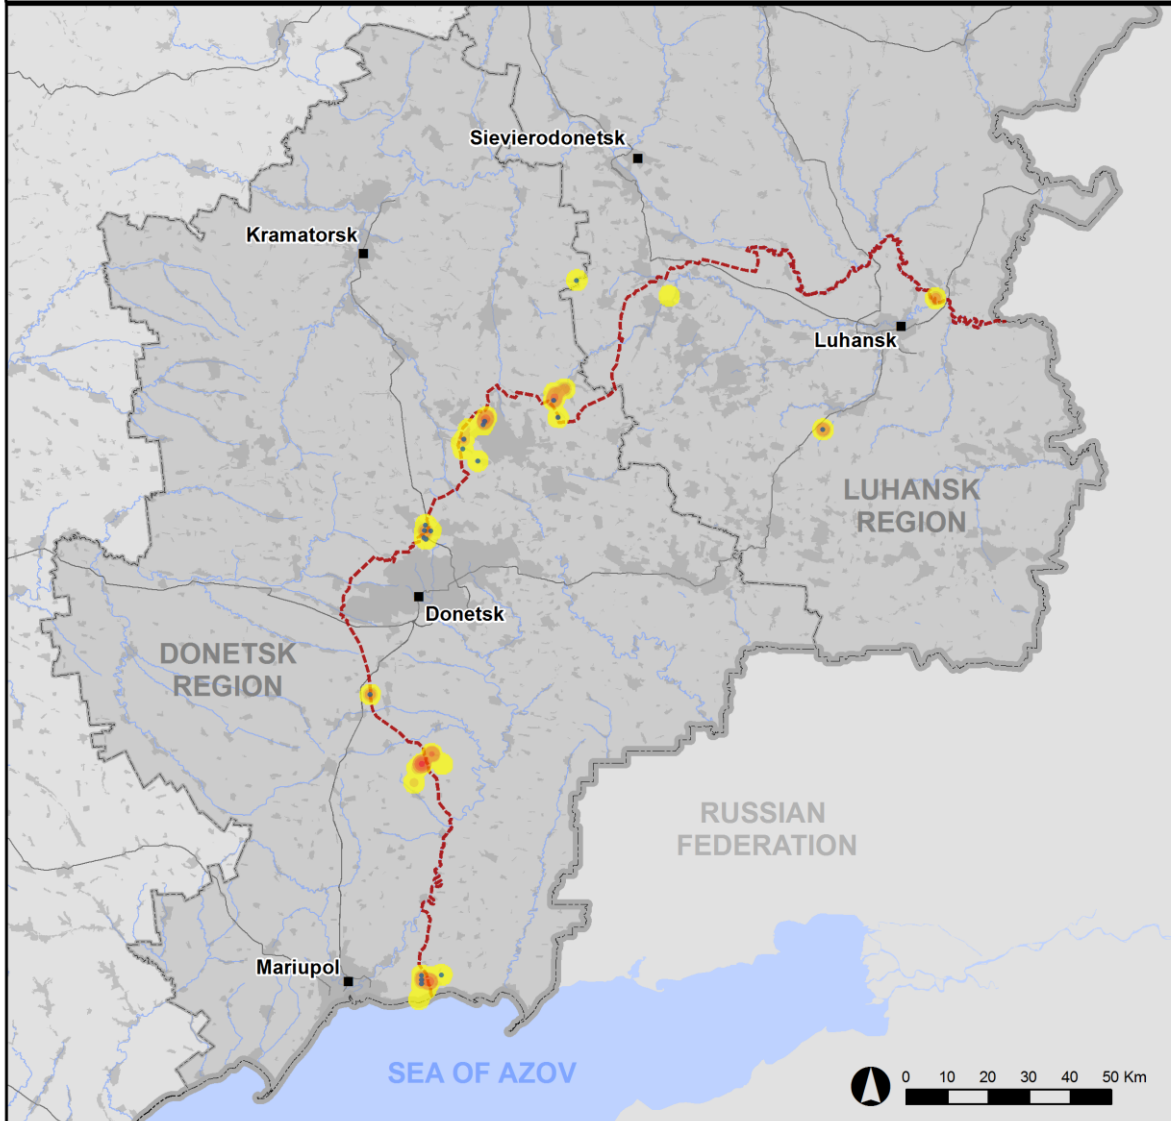 Sievierodonetsk
Kramatorsk
Luhansk
LUHANSK
REGION
Donetsk
DONETSK
REGION
RUSSIAN
FEDERATION
Mariupol
SEA OF AZOV
0 10 20 30 40 50 Km